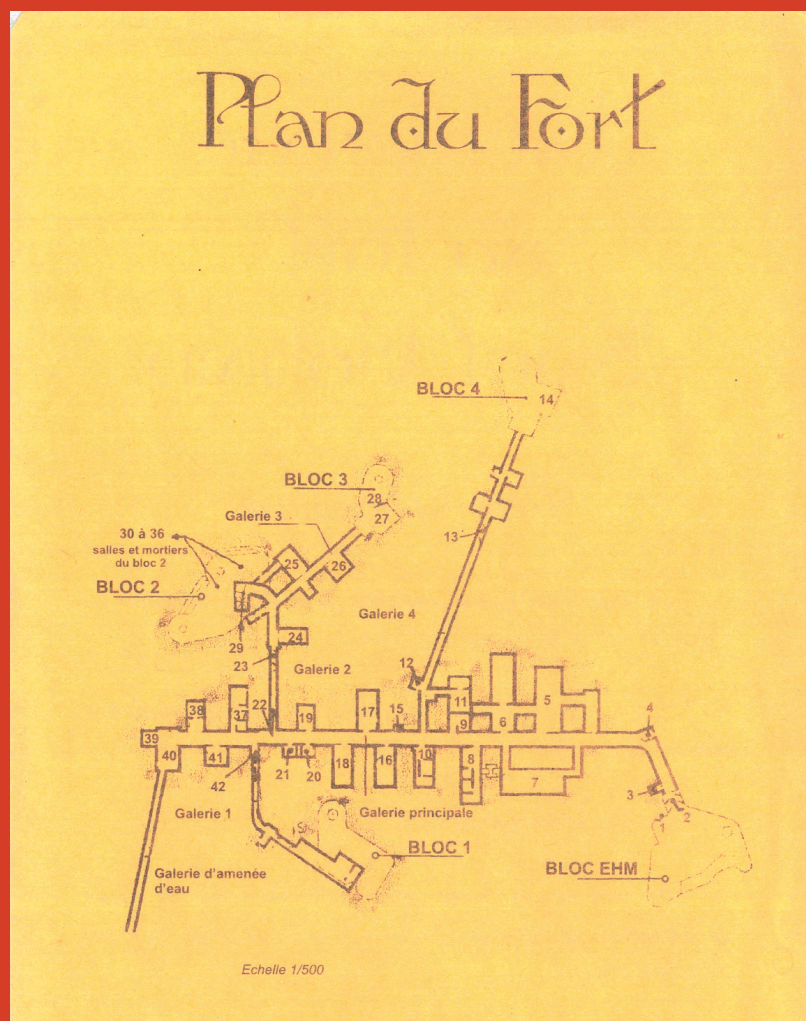 Plan du Fort
BLOC 4
14
BLOC 3
28
27
Galerie 3
13
30 à 36
salles et mortiers
du bloc 2
25
26
BLOC 2
Galerie 4
29
24
23
Galerie 2
12
11
5
38
37
22
19
17
15
9
6
4
39
40
41
42
21
20
18
16
10
8
7
3
1
2
Galerie 1
Galerie principale
BLOC 1
BLOC EHM
Galerie d'amenée
d'eau
Echelle 1/500